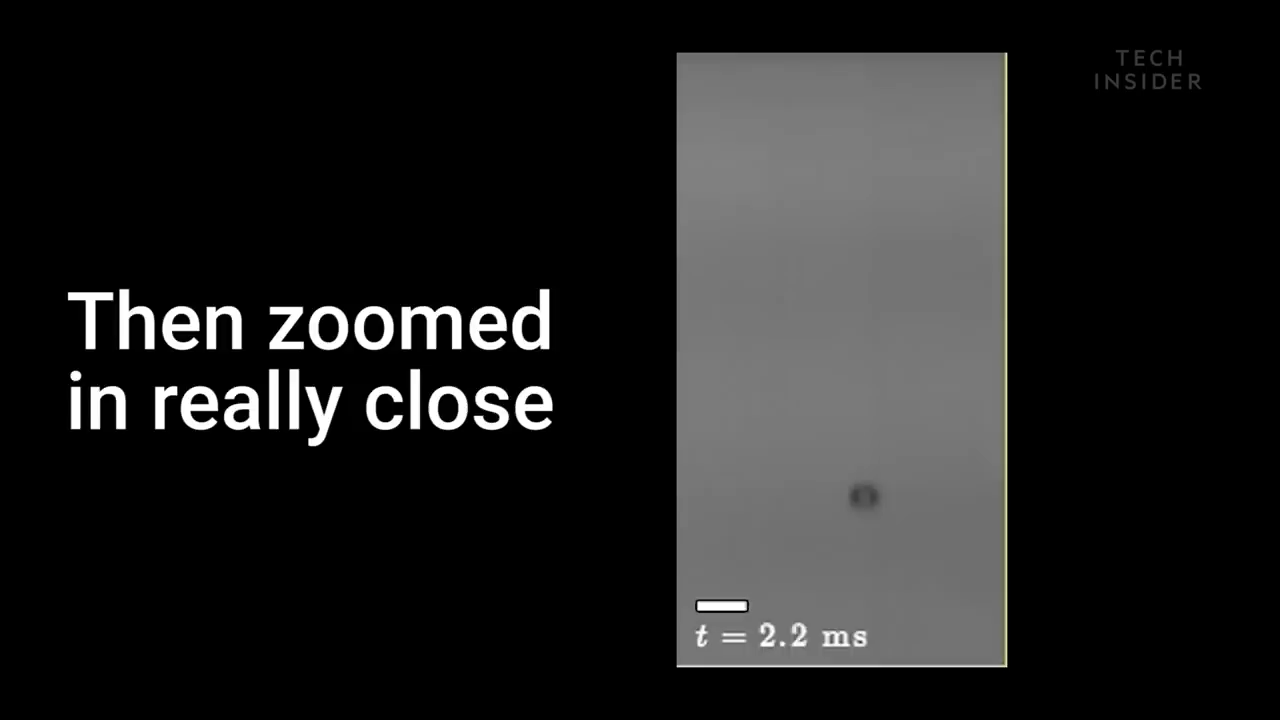 TECH
INSIDER
Then zoomed
in really close
t = 2.2 ms